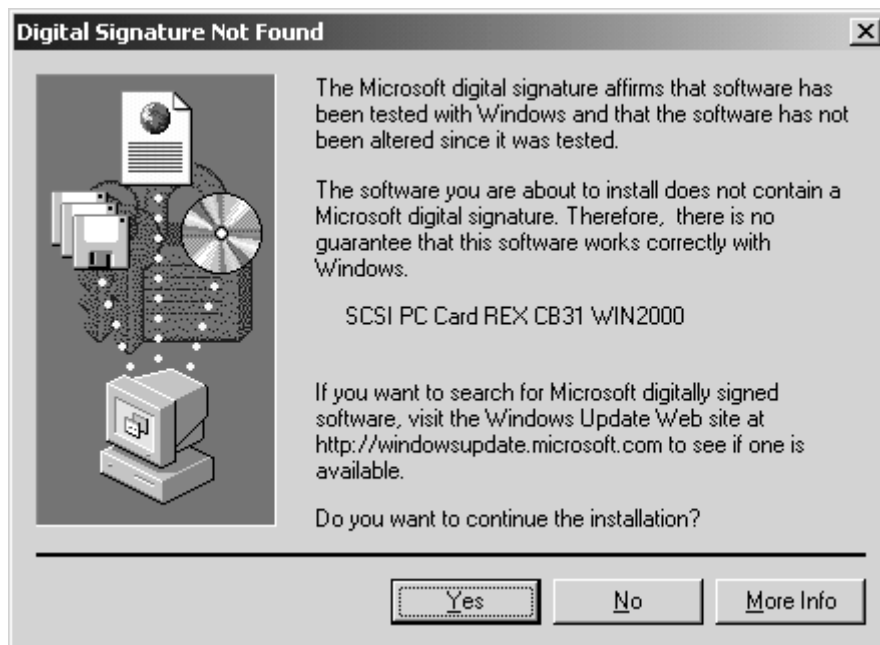 Digital Signature Not Found
The Microsoft digital signature affirms that software has
been tested with Windows and that the software has not
been altered since it was tested.
The software you are about to install does not contain a
Microsoft digital signature. Therefore,  there is no
guarantee that this software works correctly with
Windows.
SCSI PC Card REX CB31 WIN2000
If you want to search for Microsoft digitally signed
software, visit the Windows Update Web site at
http://windowsupdate.microsoft.com to see if one is
available.
Do you want to continue the installation?
Yes No More Info